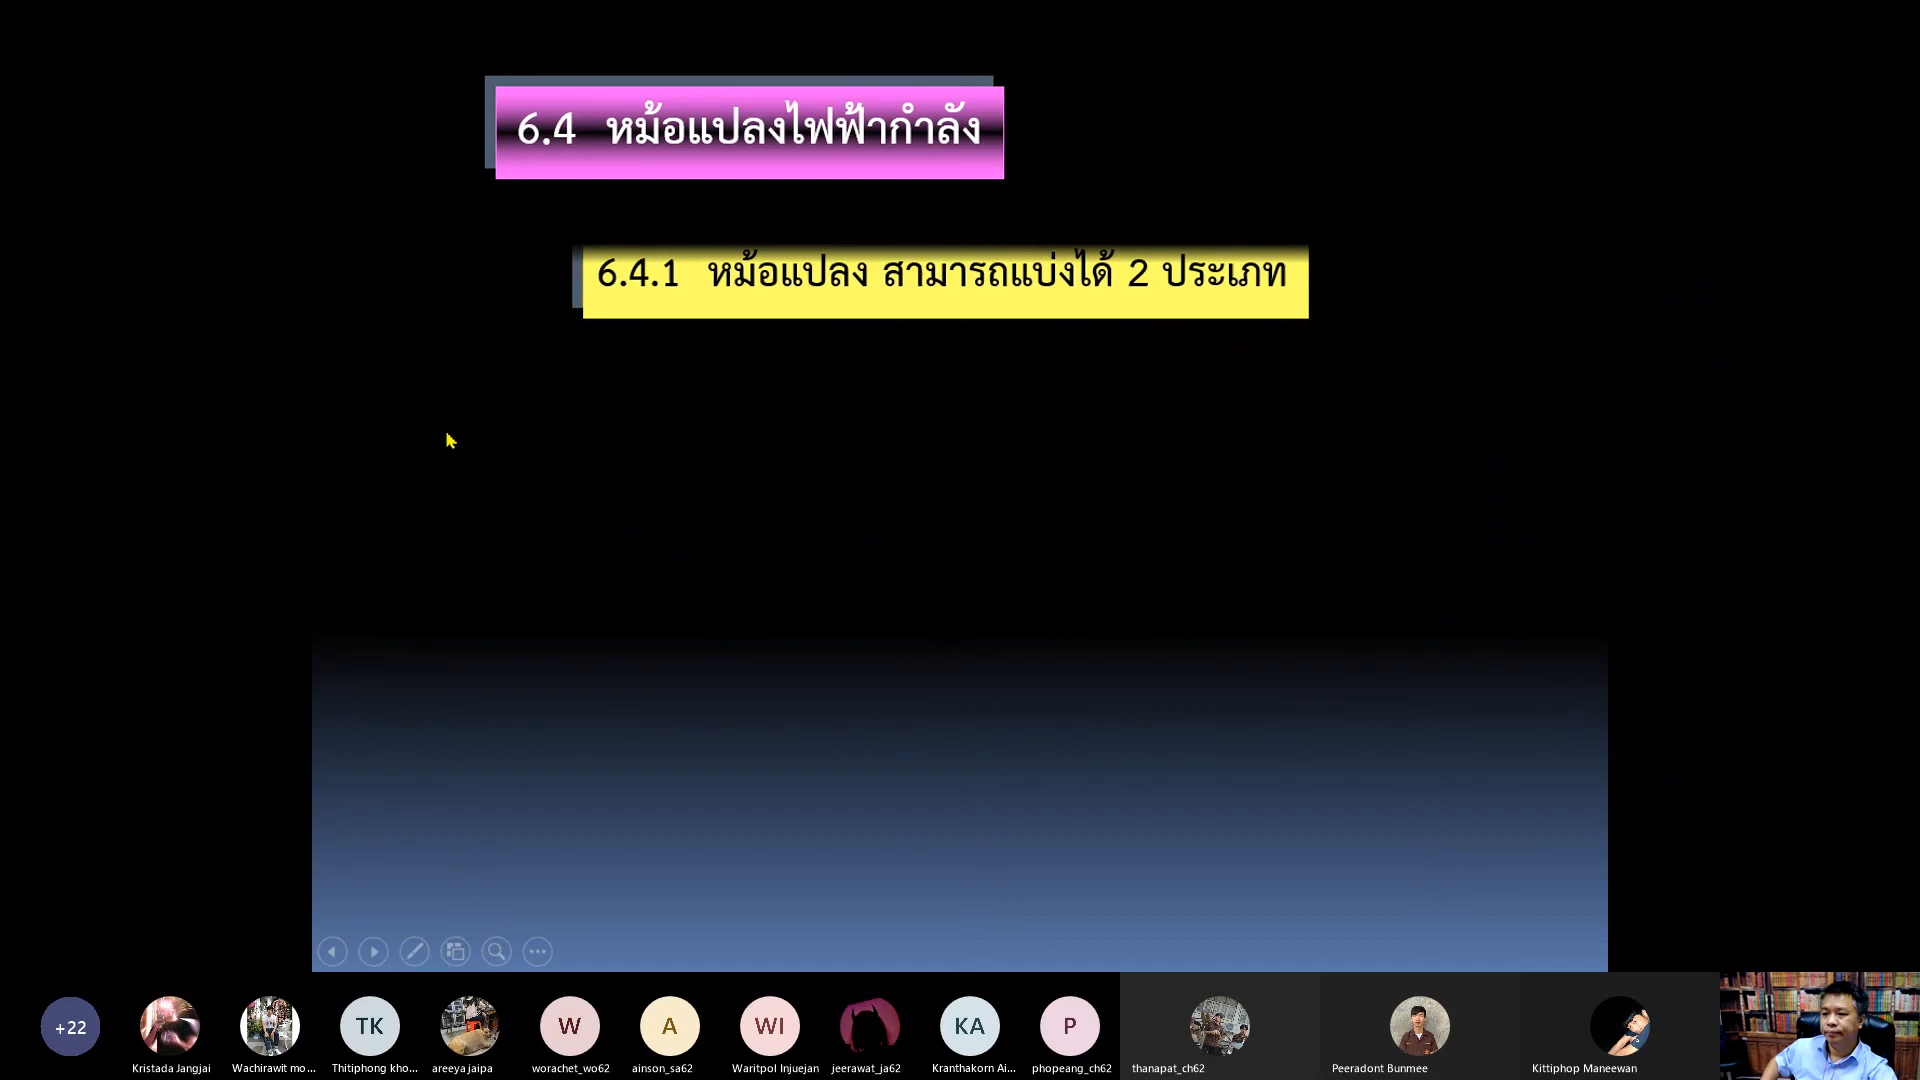 6.4 หม้อแปลงไฟฟ้ากำลัง
6.4.1 หม้อแปลง สามารถแบ่งได้ 2 ประเภท
+22
TK
W
A
WI
KA
P
Kristada Jangjai
Wachirawit mo...
Thitiphong kho...
areeya jaipa
worachet_wo62
ainson_sa62
Waritpol Injuejan
jeerawat_ja62
Kranthakorn Ai...
phopeang_ch62
thanapat_ch62
Peeradont Bunmee
Kittiphop Maneewan